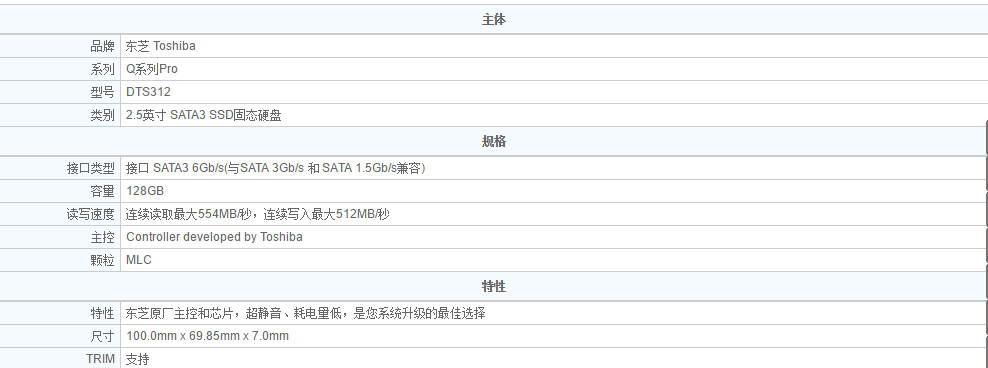 主体
品牌 东芝 Toshiba
系列 Q系列Pro
型号 DTS312
类别 2.5英寸 SATA3 SSD固态硬盘
规格
接口类型 接口 SATA3 6Gb/s(与SATA 3Gb/s 和 SATA 1.5Gb/s兼容)
容量 128GB
读写速度 连续读取最大554MB/秒，连续写入最大512MB/秒
主控 Controller developed by Toshiba
颗粒 MLC
特性
特性 东芝原厂主控和芯片，超静音、耗电量低，是您系统升级的最佳选择
尺寸 100.0mm x 69.85mm x 7.0mm
TRIM 支持